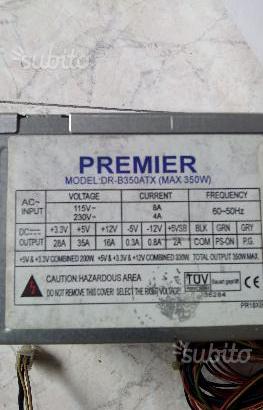 subito
PREMIER
MODEL:DR-B350ATX (MAX 350W)
AC~ INPUT VOLTAGE CURRENT FREQUENCY
115V~ 8A 60~50Hz
230V~ 4A
DC OUTPUT +3.3V +5V +12V -5V -12V +5VSB BLK GRN GRY
28A 35A 16A 0.3A 0.8A 2A COM PS-ON P.G.
+5V & +3.3V COMBINED 200W. +5V & +3.3V & +12V COMBINED 330W. TOTAL OUTPUT 350W MAX.
CAUTION:HAZARDOUS AREA
DO NOT REMOVE THIS COVER. SELECT THE RIGHT VOLTAGE!
TÜV
Bauart geprüft
subito